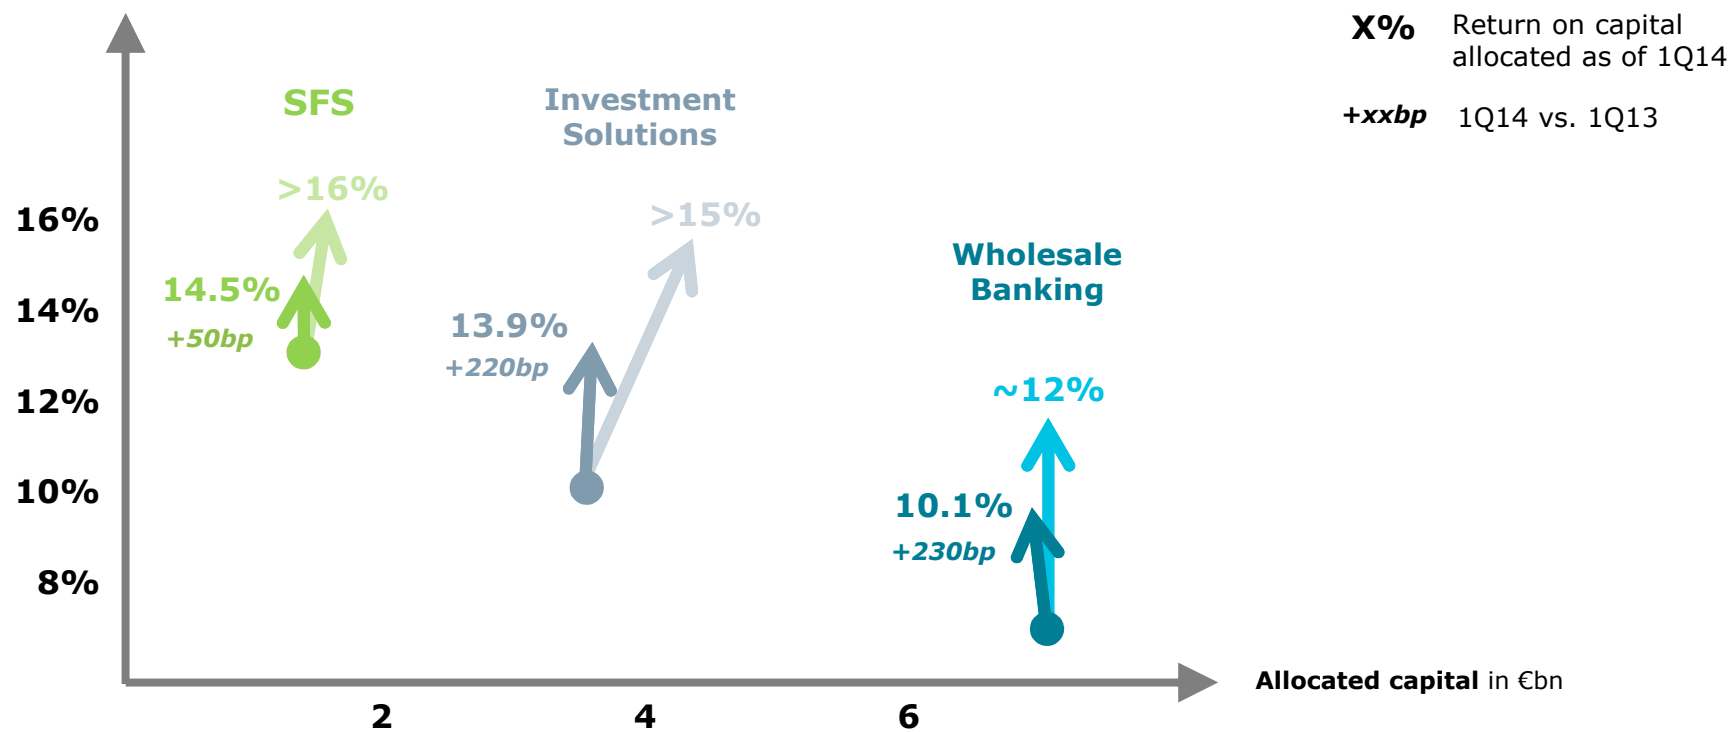 X% Return on capital
allocated as of 1Q14
+xxbp 1Q14 vs. 1Q13
SFS
Investment
Solutions
>16%
>15%
16%
Wholesale
Banking
14.5%
14%
13.9%
+50bp
+220bp
~12%
12%
10%
10.1%
+230bp
8%
Allocated capital in €bn
2 4 6